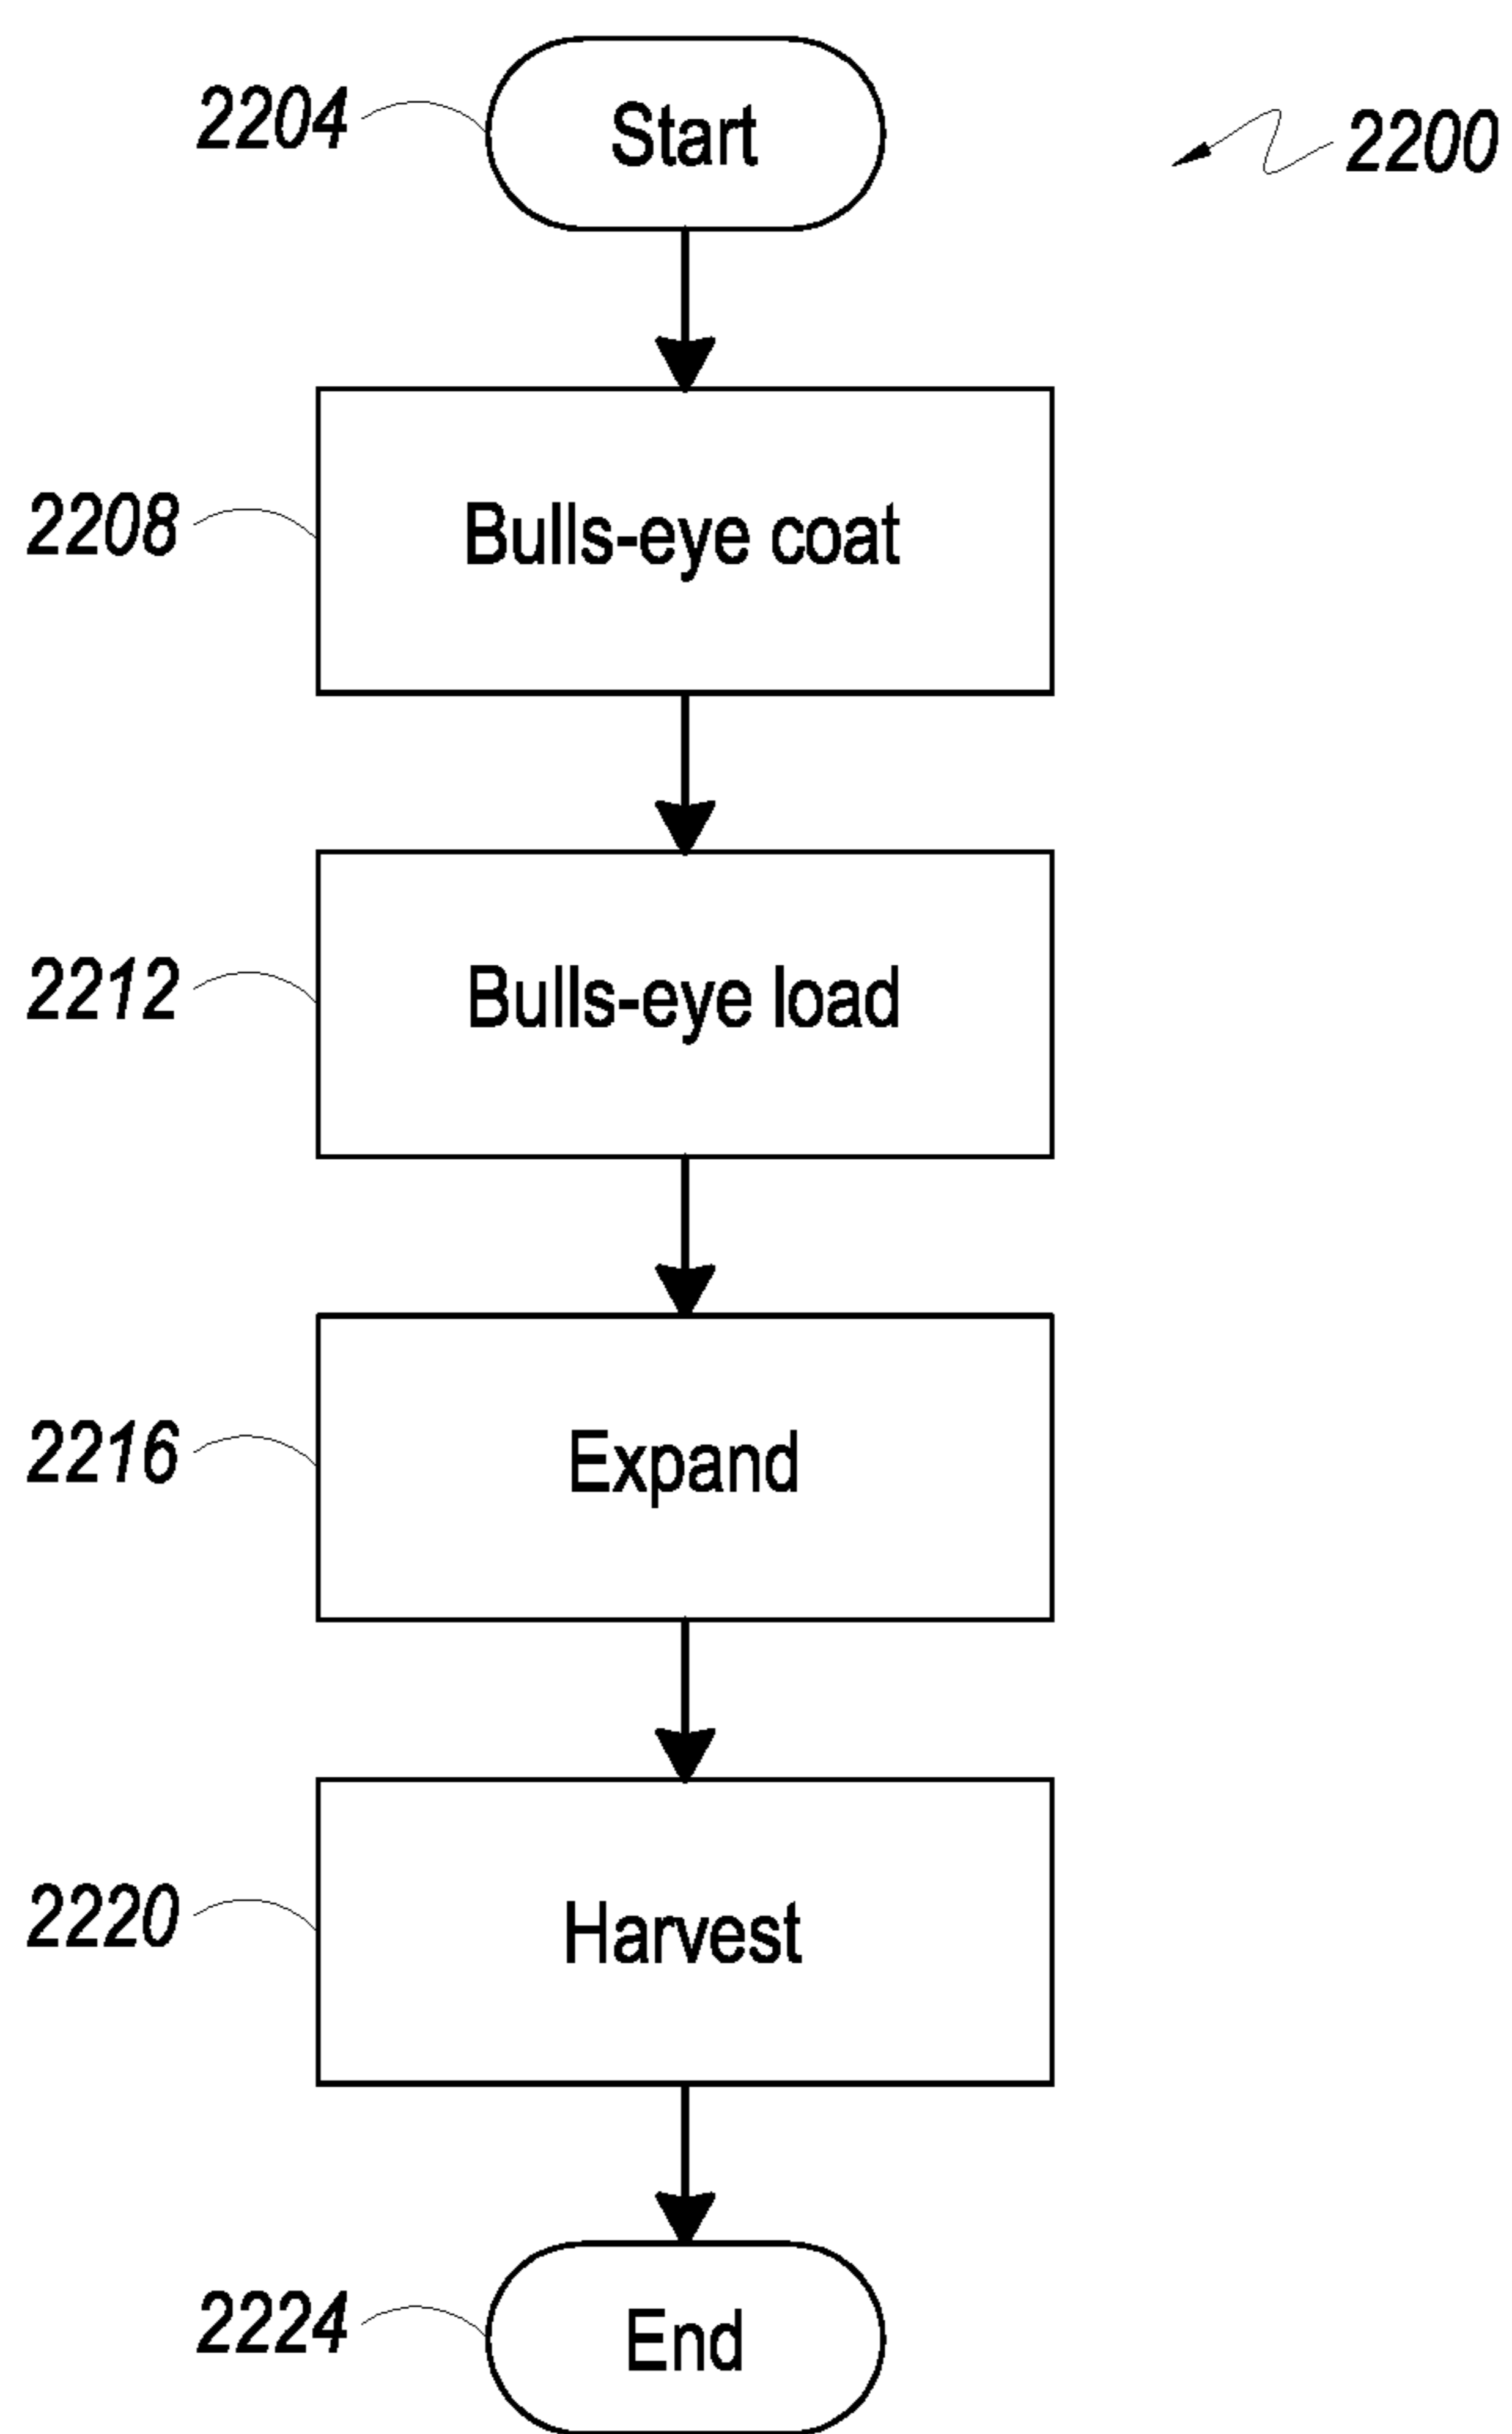 2204
Start
2200
2208
Bulls-eye coat
2212
Bulls-eye load
2216
Expand
2220
Harvest
2224
End